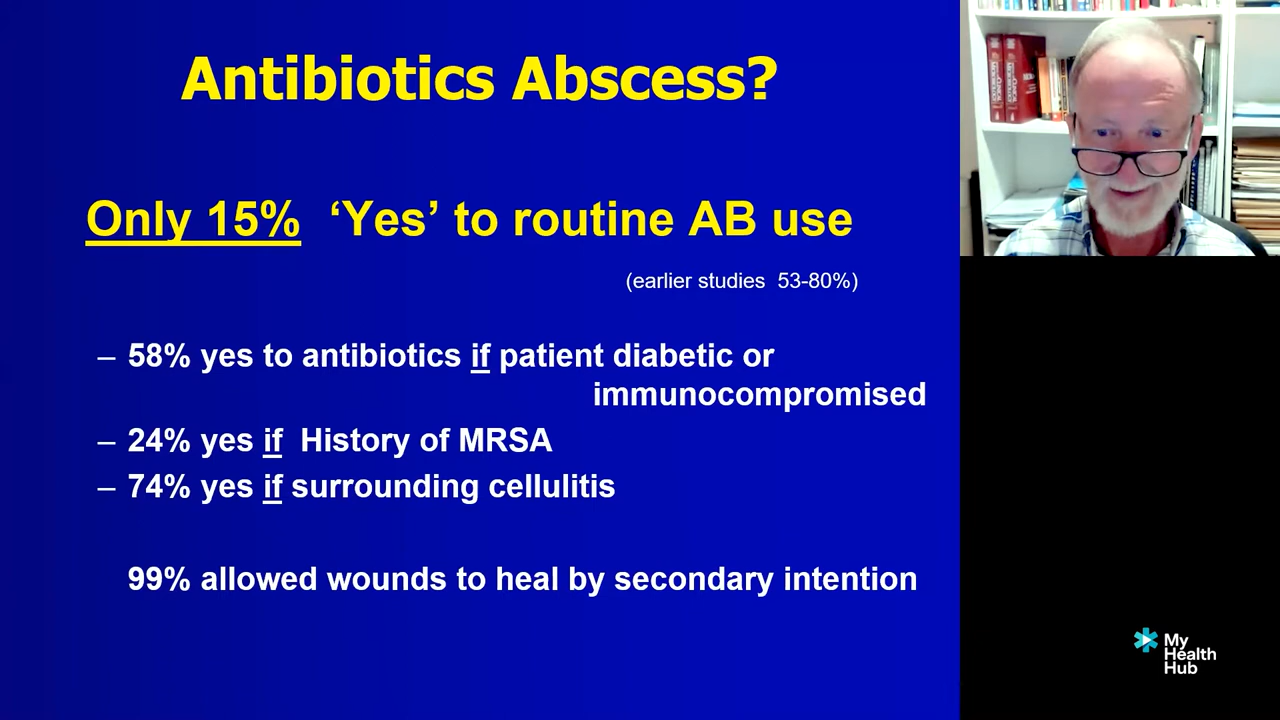 Antibiotics Abscess?
Only 15% ‘Yes’ to routine AB use
(earlier studies 53-80%)
– 58% yes to antibiotics if patient diabetic or
immunocompromised
– 24% yes if History of MRSA
– 74% yes if surrounding cellulitis
99% allowed wounds to heal by secondary intention
My
Health
Hub